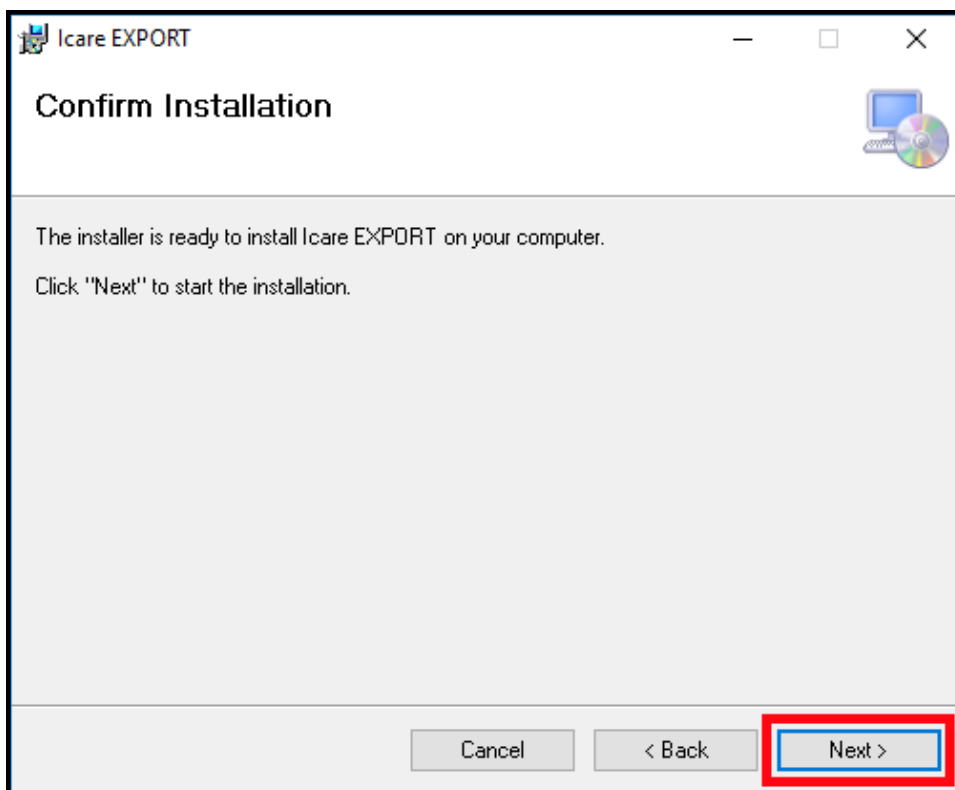 Icare EXPORT
Confirm Installation
The installer is ready to install Icare EXPORT on your computer.
Click "Next" to start the installation.
Cancel
< Back
Next >